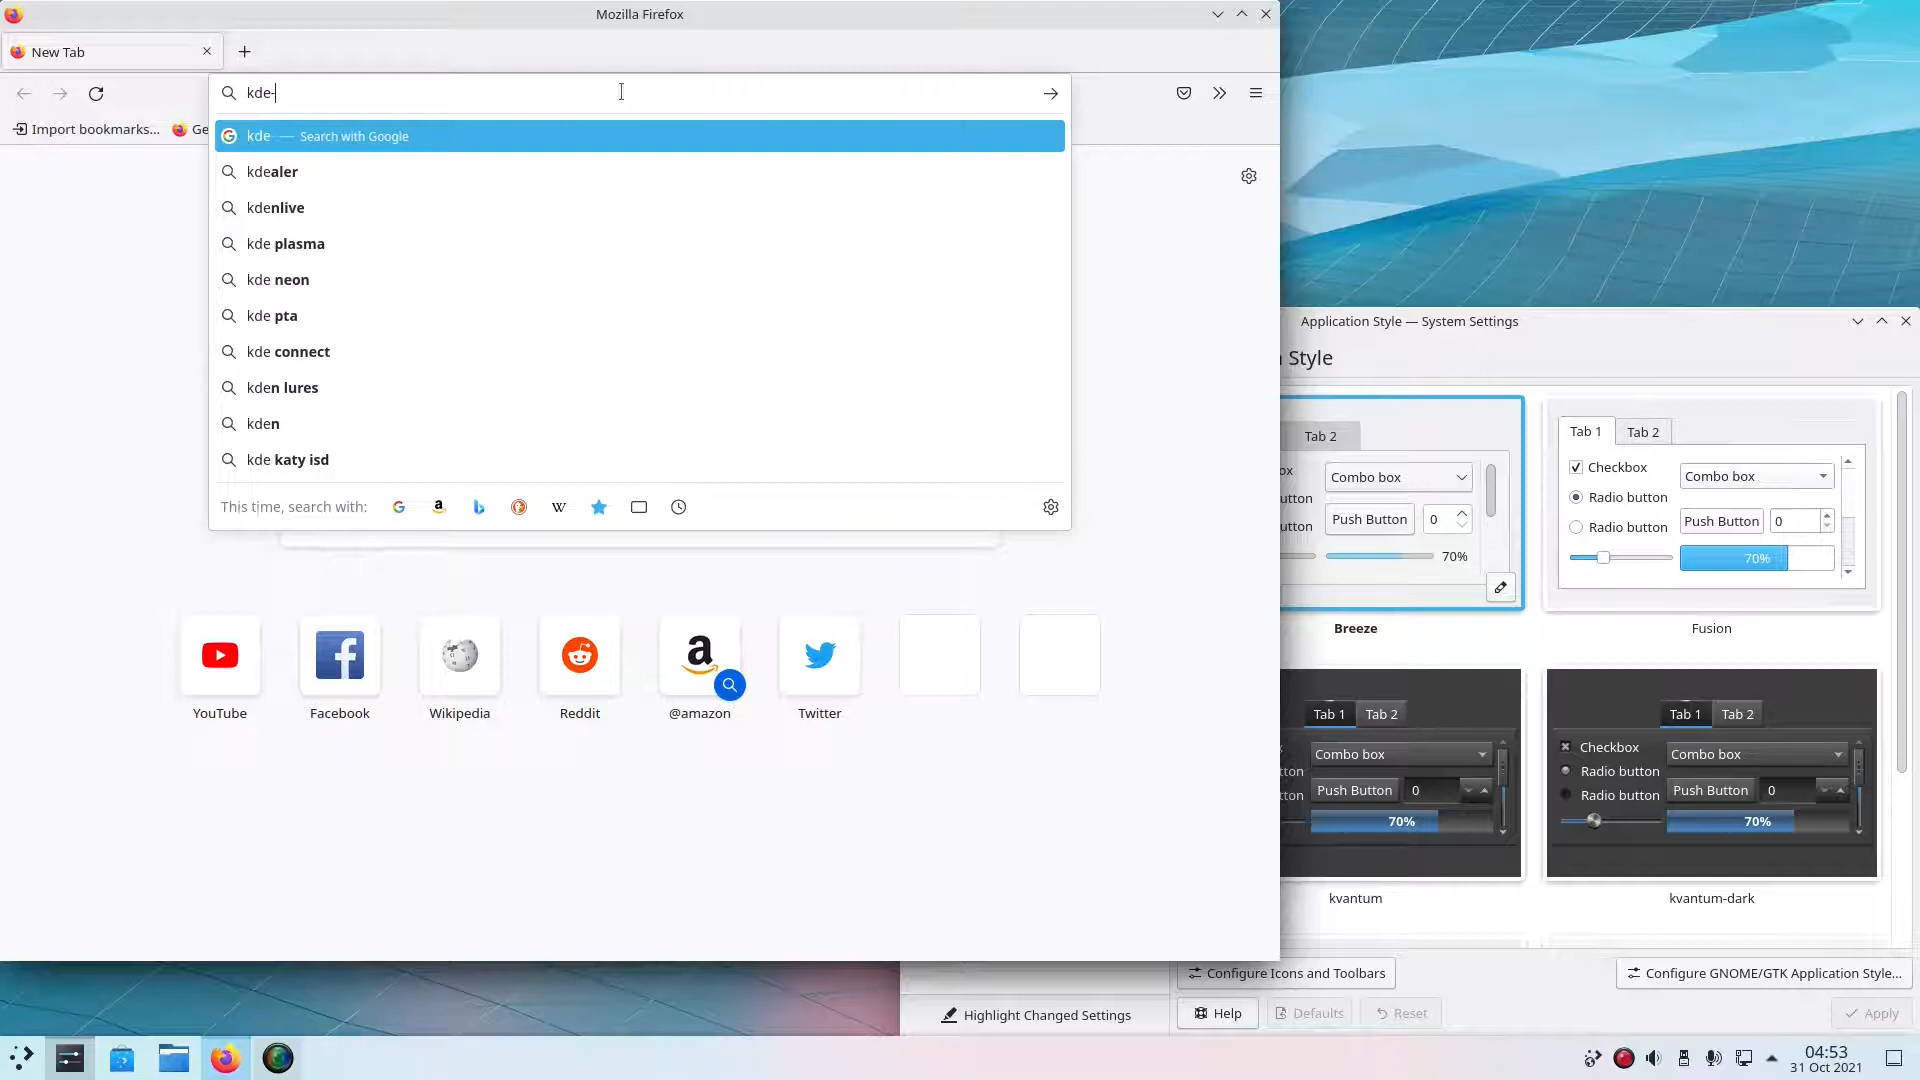 Mozilla Firefox
New Tab
kde-
Import bookmarks...
Ge
kde — Search with Google
kdealer
kdenlive
kde plasma
kde neon
kde pta
kde connect
kden lures
kden
kde katy isd
This time, search with:
YouTube
Facebook
Wikipedia
Reddit
@amazon
Twitter
Application Style — System Settings
Style
Tab 2
ox
Combo box
utton
utton
Push Button
0
70%
Breeze
Tab 1
Tab 2
Checkbox
Combo box
Radio button
Radio button
Push Button
0
70%
Fusion
Tab 1
Tab 2
Combo box
tton
tton
Push Button
0
70%
kvantum
Tab 1
Tab 2
Checkbox
Combo box
Radio button
Radio button
Push Button
0
70%
kvantum-dark
Configure Icons and Toolbars
Configure GNOME/GTK Application Style...
Highlight Changed Settings
Help
Defaults
Reset
Apply
04:53
31 Oct 2021